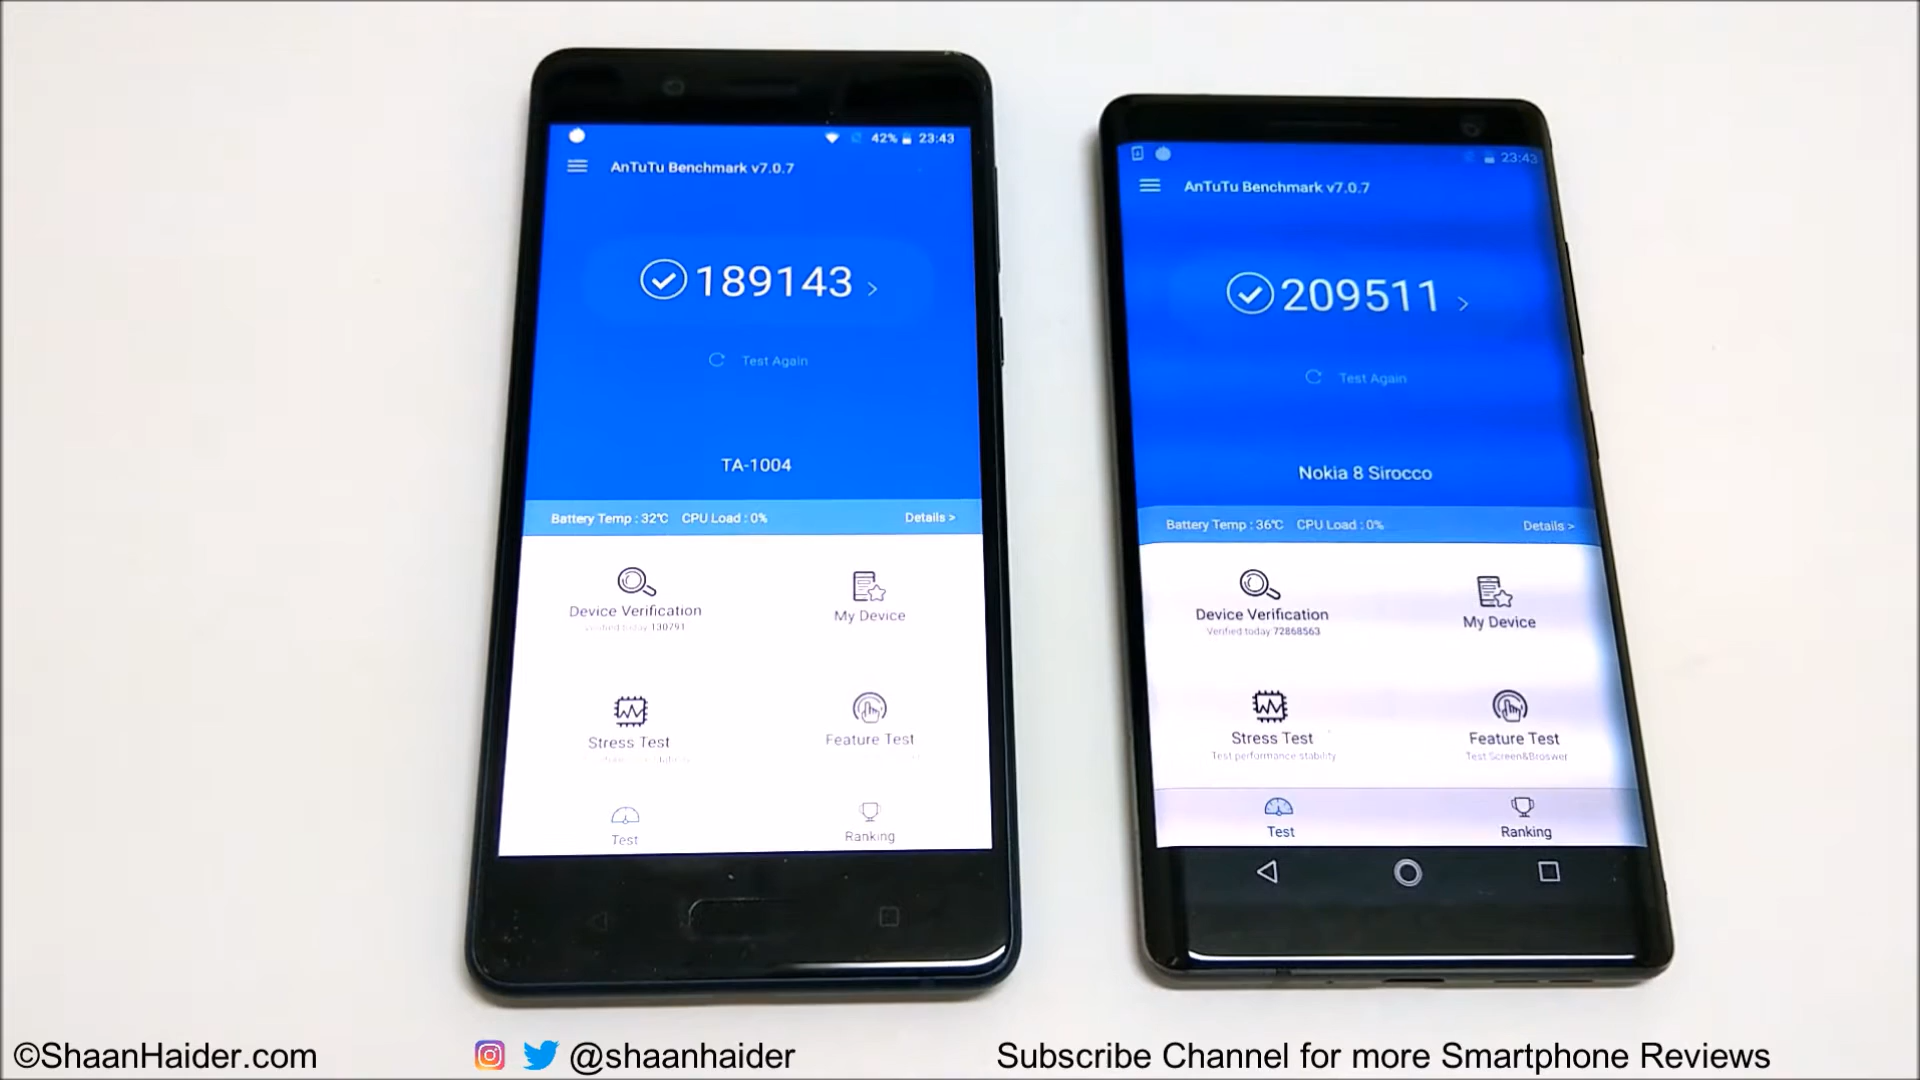 42% 23:43
AnTuTu Benchmark v7.0.7
189143 >
Test Again
TA-1004
Battery Temp : 32℃ CPU Load : 0% Details >
Device Verification
Verified today 130791
My Device
Stress Test
Feature Test
Test
Ranking
23:43
AnTuTu Benchmark v7.0.7
209511 >
Test Again
Nokia 8 Sirocco
Battery Temp : 36℃ CPU Load : 0% Details >
Device Verification
Verified today 72868563
My Device
Stress Test
Test performance stability
Feature Test
Test Screen&Broswer
Test
Ranking
©ShaanHaider.com
@shaanhaider
Subscribe Channel for more Smartphone Reviews